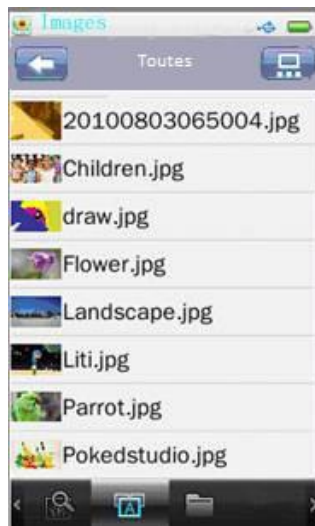 Images
Toutes
20100803065004.jpg
Children.jpg
draw.jpg
Flower.jpg
Landscape.jpg
Liti.jpg
Parrot.jpg
Pokedstudio.jpg
A